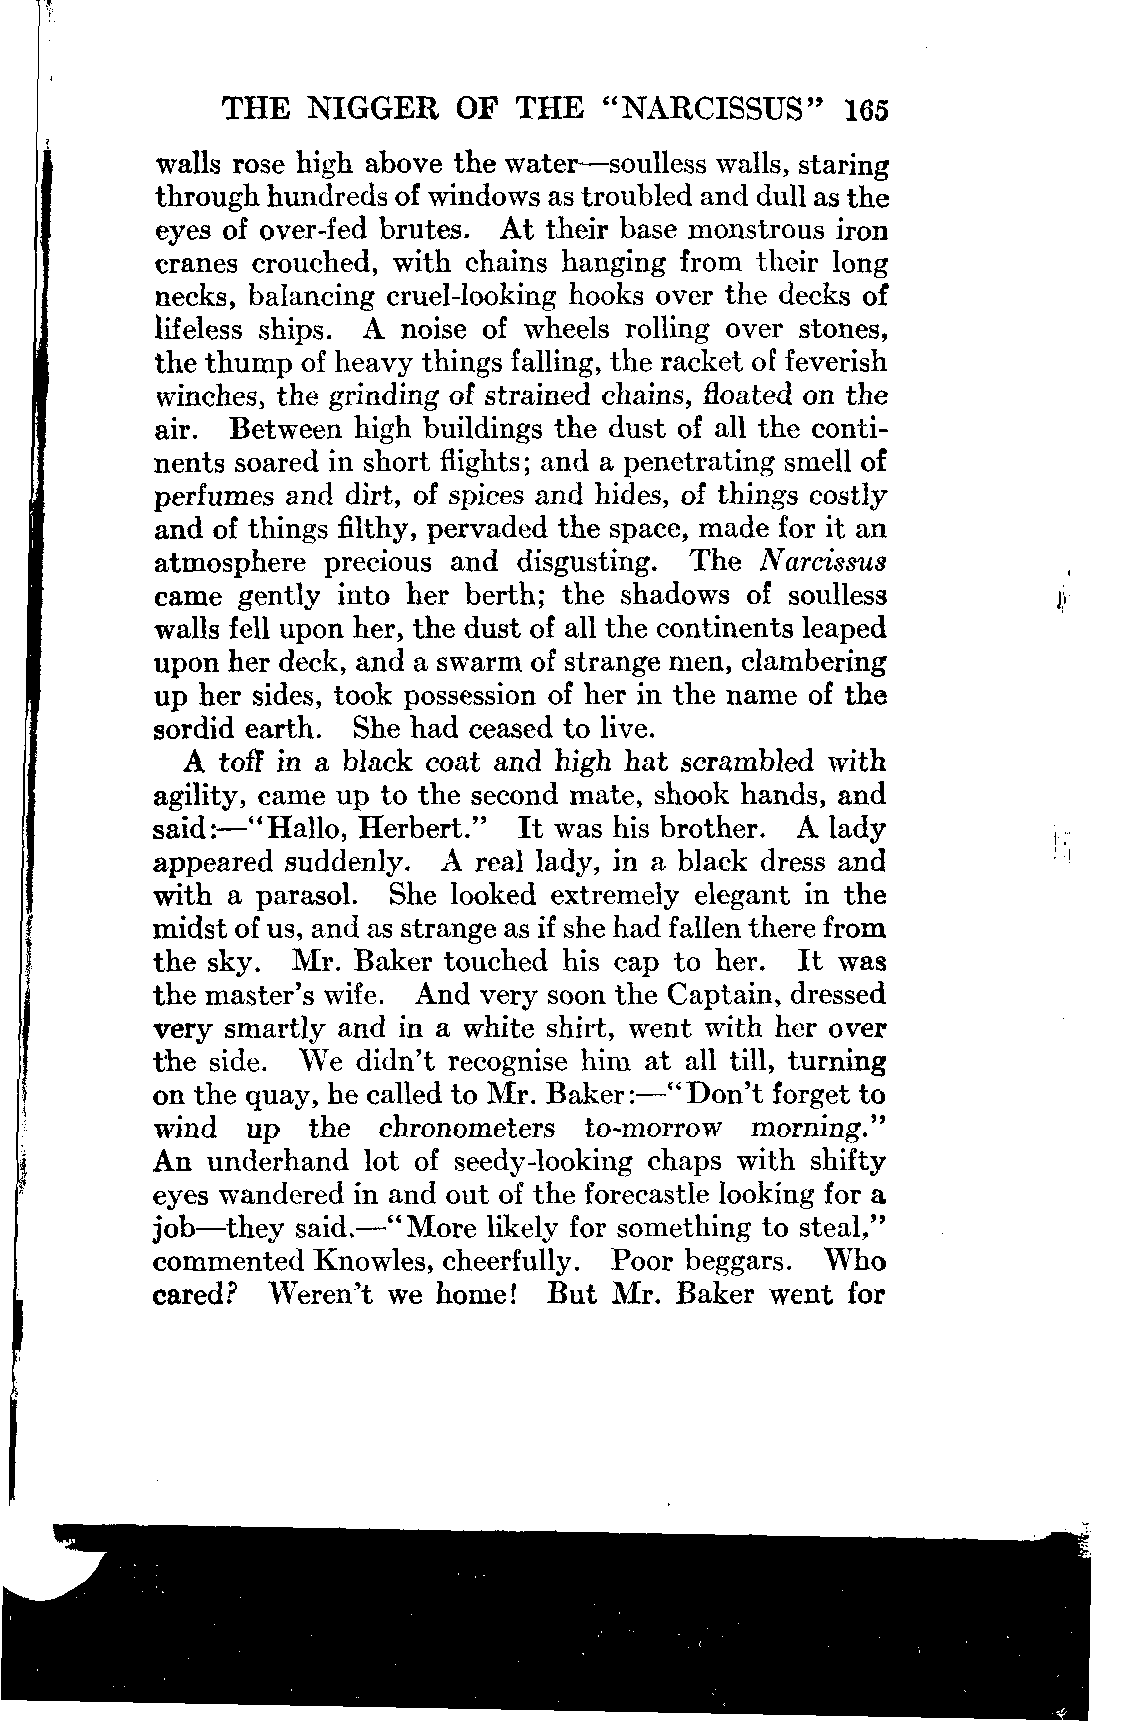 THE NIGGER OF THE "NARCISSUS" 165
walls rose high above the water—soulless walls, staring
through hundreds of windows as troubled and dull as the
eyes of over-fed brutes. At their base monstrous iron
cranes crouched, with chains hanging from their long
necks, balancing cruel-looking hooks over the decks of
lifeless ships. A noise of wheels rolling over stones,
the thump of heavy things falling, the racket of feverish
winches, the grinding of strained chains, floated on the
air. Between high buildings the dust of all the conti-
nents soared in short flights; and a penetrating smell of
perfumes and dirt, of spices and hides, of things costly
and of things filthy, pervaded the space, made for it an
atmosphere precious and disgusting. The Narcissus
came gently into her berth; the shadows of soulless
walls fell upon her, the dust of all the continents leaped
upon her deck, and a swarm of strange men, clambering
up her sides, took possession of her in the name of the
sordid earth. She had ceased to live.
A toff in a black coat and high hat scrambled with
agility, came up to the second mate, shook hands, and
said:—"Hallo, Herbert." It was his brother. A lady
appeared suddenly. A real lady, in a black dress and
with a parasol. She looked extremely elegant in the
midst of us, and as strange as if she had fallen there from
the sky. Mr. Baker touched his cap to her. It was
the master's wife. And very soon the Captain, dressed
very smartly and in a white shirt, went with her over
the side. We didn't recognise him at all till, turning
on the quay, he called to Mr. Baker:—"Don't forget to
wind up the chronometers to-morrow morning."
An underhand lot of seedy-looking chaps with shifty
eyes wandered in and out of the forecastle looking for a
job—they said.—"More likely for something to steal,"
commented Knowles, cheerfully. Poor beggars. Who
cared? Weren't we home! But Mr. Baker went for